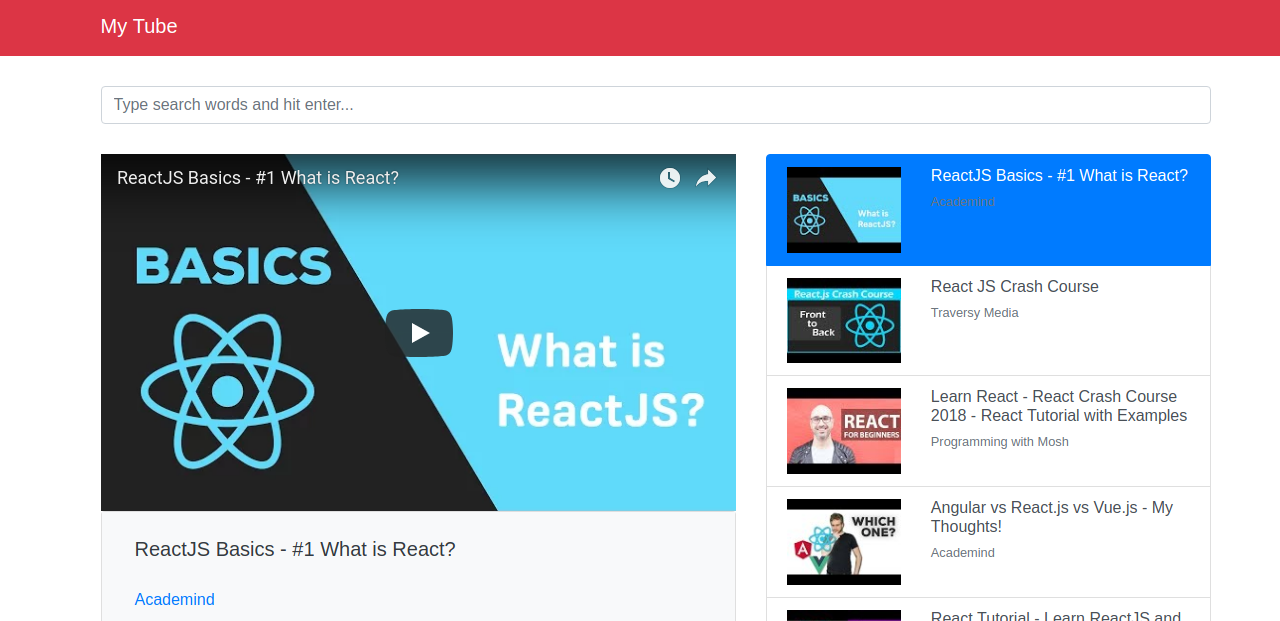 My Tube
Type search words and hit enter...
ReactJS Basics - #1 What is React?
BASICS
What is
ReactJS?
ReactJS Basics - #1 What is React?
Academind
BASICS
What is
ReactJS?
ReactJS Basics - #1 What is React?
Academind
React.js Crash Course
Front
to
Back
React JS Crash Course
Traversy Media
REACT
FOR BEGINNERS
Learn React - React Crash Course
2018 - React Tutorial with Examples
Programming with Mosh
WHICH
ONE?
A
Angular vs React.js vs Vue.js - My
Thoughts!
Academind
React Tutorial - Learn ReactJS and